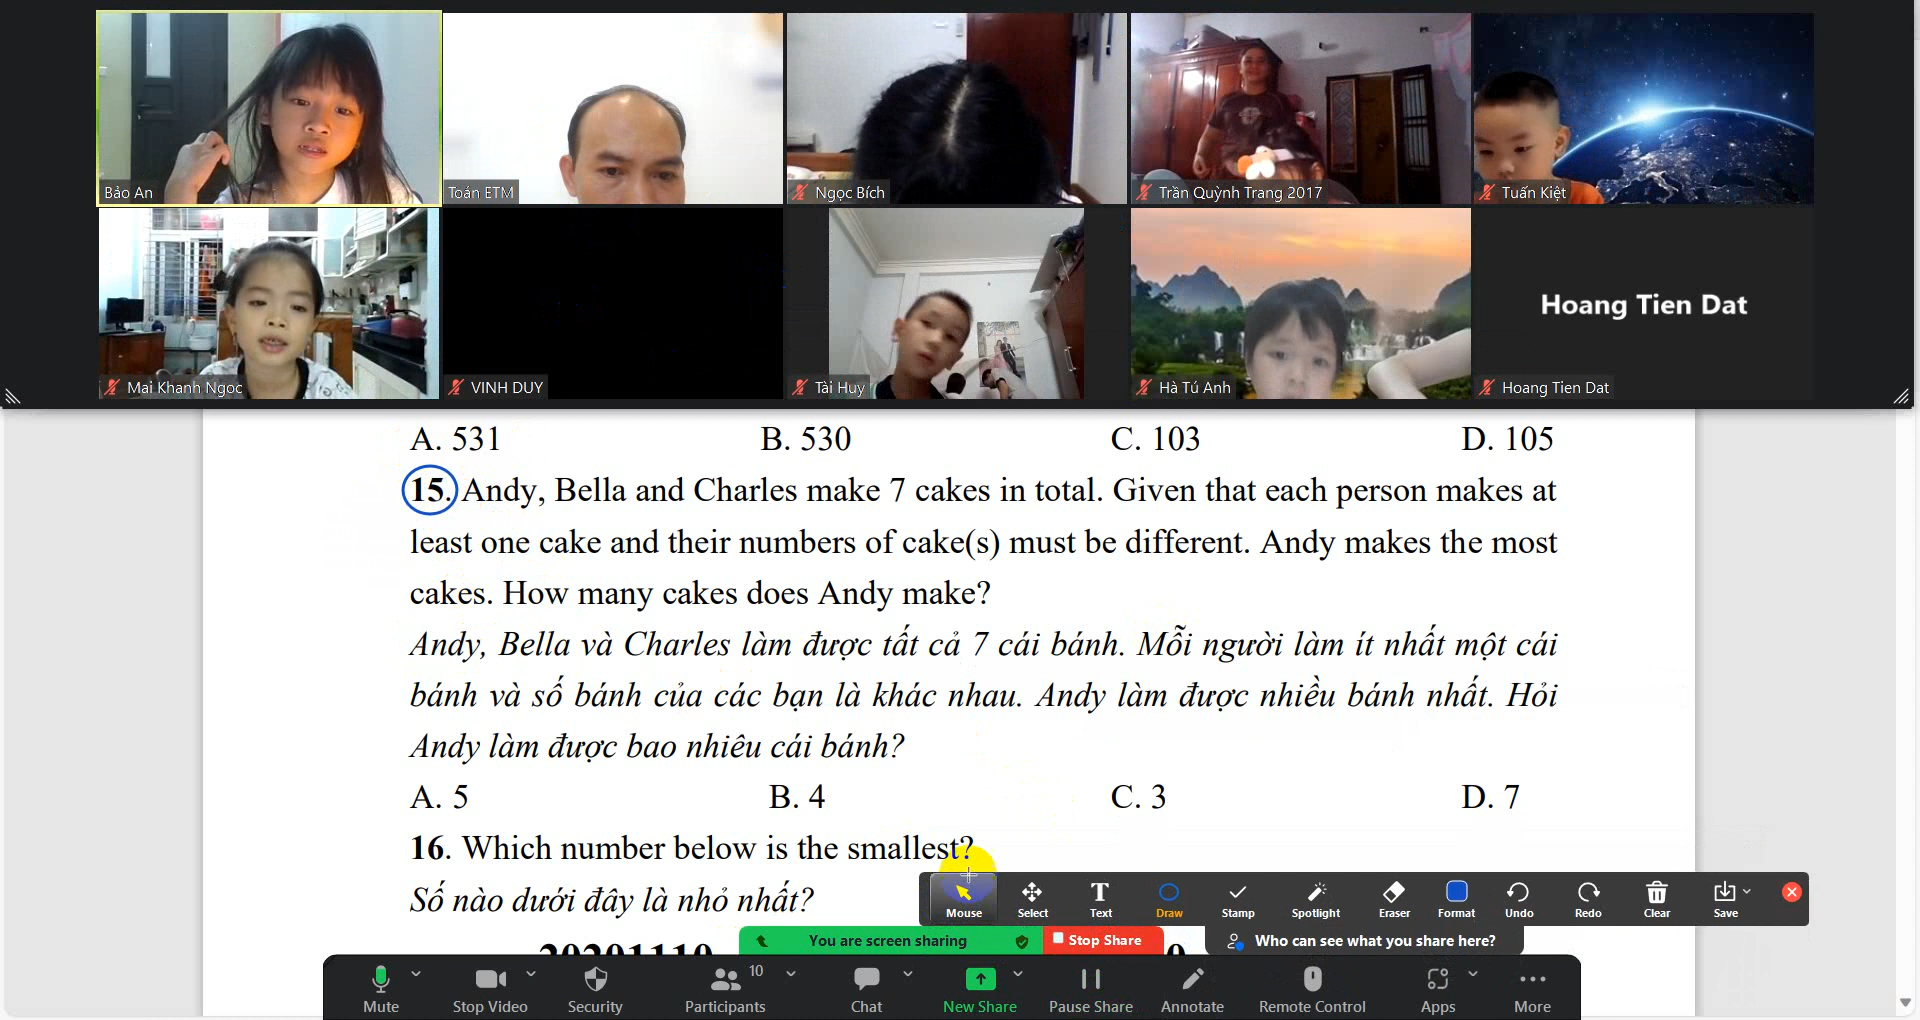 Bảo An
Toán ETM
Ngọc Bích
Trần Quỳnh Trang 2017
Tuấn Kiệt
Hoang Tien Dat
Mai Khanh Ngoc
VINH DUY
Tài Huy
Hà Tú Anh
Hoang Tien Dat
A. 531 B. 530 C. 103 D. 105
15. Andy, Bella and Charles make 7 cakes in total. Given that each person makes at
least one cake and their numbers of cake(s) must be different. Andy makes the most
cakes. How many cakes does Andy make?
Andy, Bella và Charles làm được tất cả 7 cái bánh. Mỗi người làm ít nhất một cái
bánh và số bánh của các bạn là khác nhau. Andy làm được nhiều bánh nhất. Hỏi
Andy làm được bao nhiêu cái bánh?
A. 5 B. 4 C. 3 D. 7
16. Which number below is the smallest?
Số nào dưới đây là nhỏ nhất?
Mouse Select Text Draw Stamp Spotlight Eraser Format Undo Redo Clear Save
You are screen sharing Stop Share Who can see what you share here?
10
Mute Stop Video Security Participants Chat New Share Pause Share Annotate Remote Control Apps More